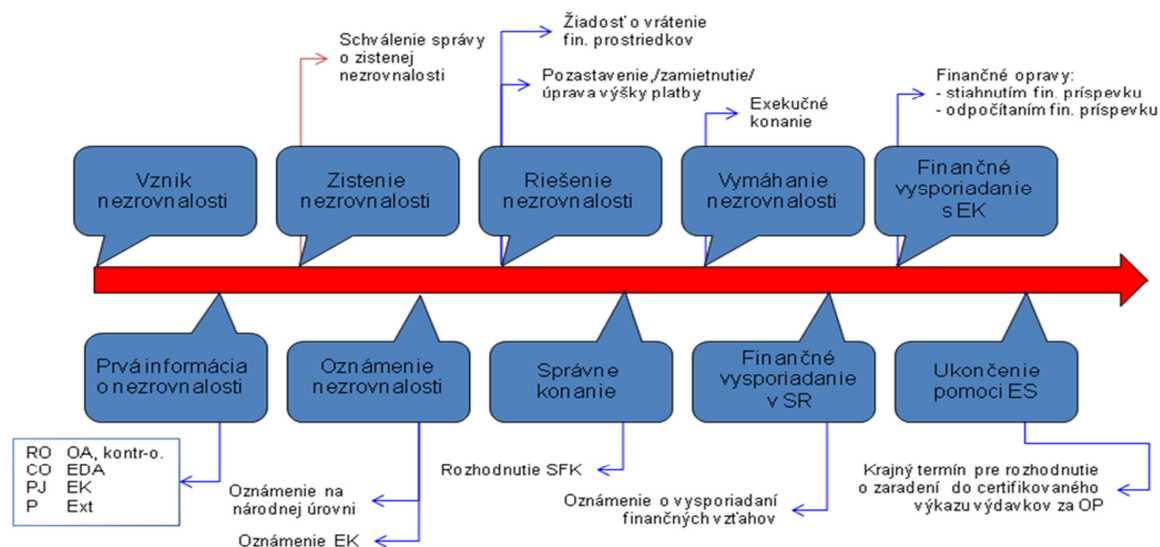 Schválenie správy
o zistenej
nezrovnalosti
Žiadosť o vrátenie
fin. prostriedkov
Pozastavenie,/zamietnutie/
úprava výšky platby
Exekučné
konanie
Finančné opravy:
- stiahnutím fin. príspevku
- odpočítaním fin. príspevku
Vznik
nezrovnalosti
Zistenie
nezrovnalosti
Riešenie
nezrovnalosti
Vymáhanie
nezrovnalosti
Finančné
vysporiadanie
s EK
Prvá informácia
o nezrovnalosti
Oznámenie
nezrovnalosti
Správne
konanie
Finančné
vysporiadanie
v SR
Ukončenie
pomoci ES
RO OA, kontr-o.
CO EDA
PJ EK
P Ext
Oznámenie na
národnej úrovni
Oznámenie EK
Rozhodnutie SFK
Oznámenie o vysporiadaní
finančných vzťahov
Krajný termín pre rozhodnutie
o zaradení do certifikovaného
výkazu výdavkov za OP